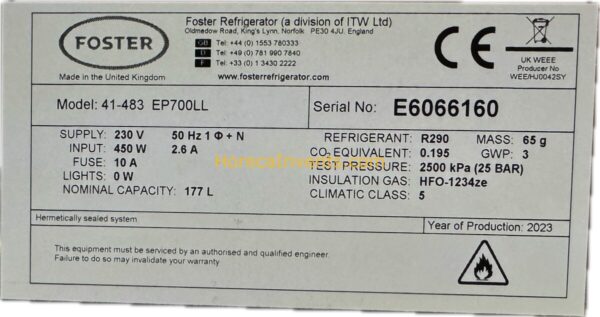 FOSTER
Made in the United Kingdom
Foster Refrigerator (a division of ITW Ltd)
Oldmedow Road, King's Lynn, Norfolk PE30 4JU. England
GB Tel: +44 (0) 1553 780333
D Tel: +49 (0) 781 990 7840
F Tel: +33 (0) 1 3430 2222
www.fosterrefrigerator.com
CE
UK WEEE
Producer No
WEE/HJ0042SY
Model: 41-483 EP700LL
Serial No: E6066160
SUPPLY: 230 V 50 Hz 1 Φ + N
INPUT: 450 W 2.6 A
FUSE: 10 A
LIGHTS: 0 W
NOMINAL CAPACITY: 177 L
REFRIGERANT: R290 MASS: 65 g
CO₂ EQUIVALENT: 0.195 GWP: 3
TEST PRESSURE: 2500 kPa (25 BAR)
INSULATION GAS: HFO-1234ze
CLIMATIC CLASS: 5
Hermetically sealed system
Year of Production: 2023
This equipment must be serviced by an authorised and qualified engineer.
Failure to do so may invalidate your warranty